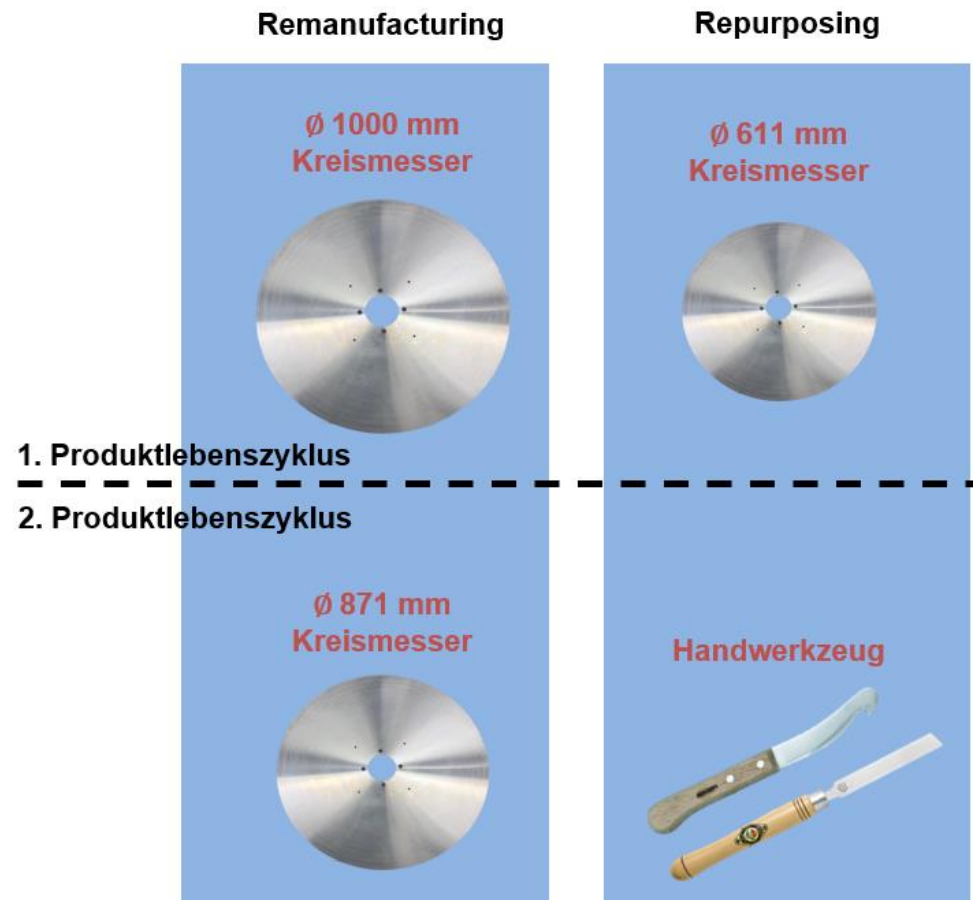 Remanufacturing
Repurposing
Ø 1000 mm
Kreismesser
Ø 611 mm
Kreismesser
1. Produktlebenszyklus
2. Produktlebenszyklus
Ø 871 mm
Kreismesser
Handwerkzeug